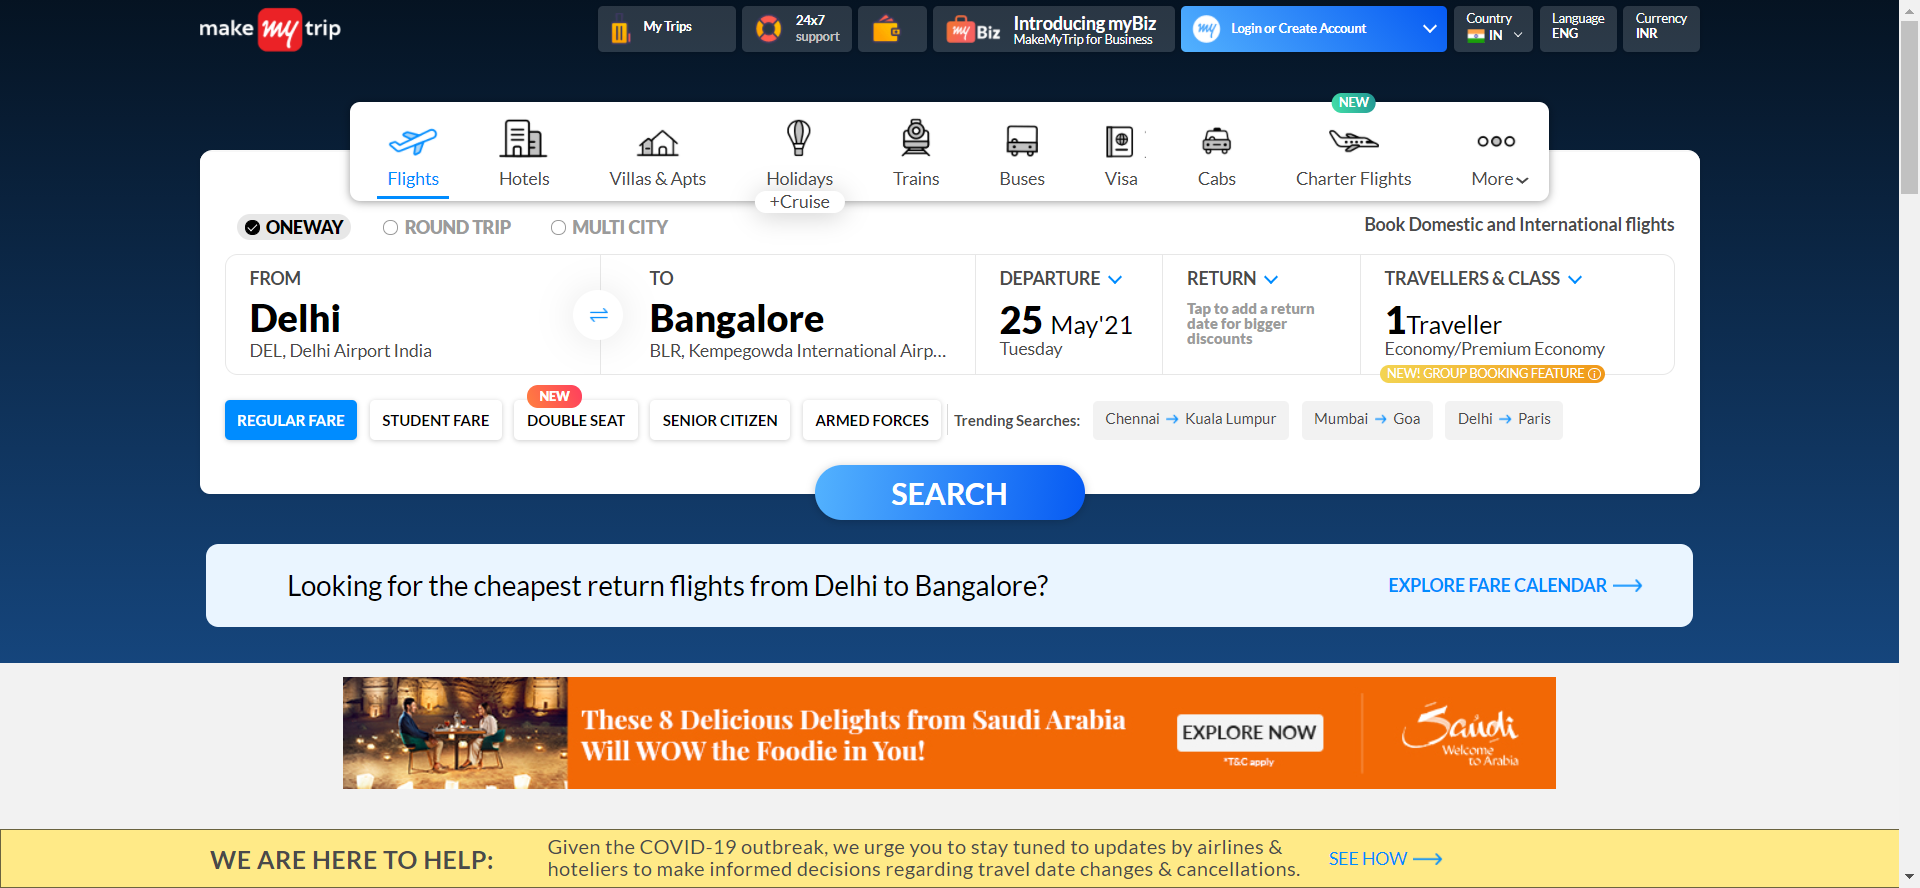 make my trip
My Trips
24x7
support
my Biz
Introducing myBiz
MakeMyTrip for Business
my
Login or Create Account
Country
IN
Language
ENG
Currency
INR
NEW
Flights
Hotels
Villas & Apts
Holidays
+Cruise
Trains
Buses
Visa
Cabs
Charter Flights
More
ONEWAY
ROUND TRIP
MULTI CITY
Book Domestic and International flights
FROM
Delhi
DEL, Delhi Airport India
TO
Bangalore
BLR, Kempegowda International Airp...
DEPARTURE
25 May'21
Tuesday
RETURN
Tap to add a return
date for bigger
discounts
TRAVELLERS & CLASS
1Traveller
Economy/Premium Economy
NEW! GROUP BOOKING FEATURE
REGULAR FARE
STUDENT FARE
NEW
DOUBLE SEAT
SENIOR CITIZEN
ARMED FORCES
Trending Searches:
Chennai → Kuala Lumpur
Mumbai → Goa
Delhi → Paris
SEARCH
Looking for the cheapest return flights from Delhi to Bangalore?
EXPLORE FARE CALENDAR
These 8 Delicious Delights from Saudi Arabia
Will WOW the Foodie in You!
EXPLORE NOW
*T&C apply
Saudi
Welcome
to Arabia
WE ARE HERE TO HELP:
Given the COVID-19 outbreak, we urge you to stay tuned to updates by airlines &
hoteliers to make informed decisions regarding travel date changes & cancellations.
SEE HOW